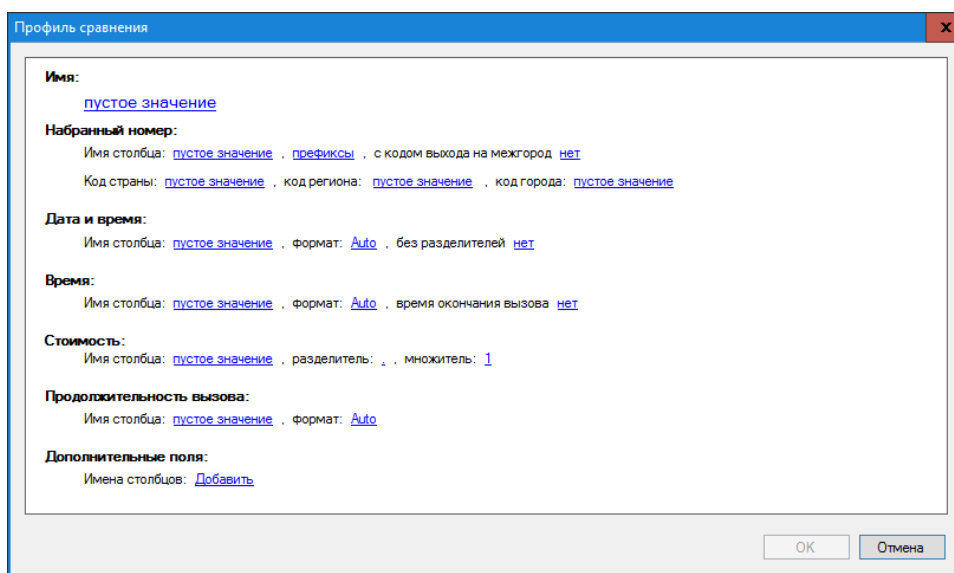 Профиль сравнения
x
Имя:
пустое значение
Набранный номер:
Имя столбца: пустое значение , префиксы , с кодом выхода на межгород нет
Код страны: пустое значение , код региона: пустое значение , код города: пустое значение
Дата и время:
Имя столбца: пустое значение , формат: Auto , без разделителей нет
Время:
Имя столбца: пустое значение , формат: Auto , время окончания вызова нет
Стоимость:
Имя столбца: пустое значение , разделитель: . , множитель: 1
Продолжительность вызова:
Имя столбца: пустое значение , формат: Auto
Дополнительные поля:
Имена столбцов: Добавить
OK Отмена